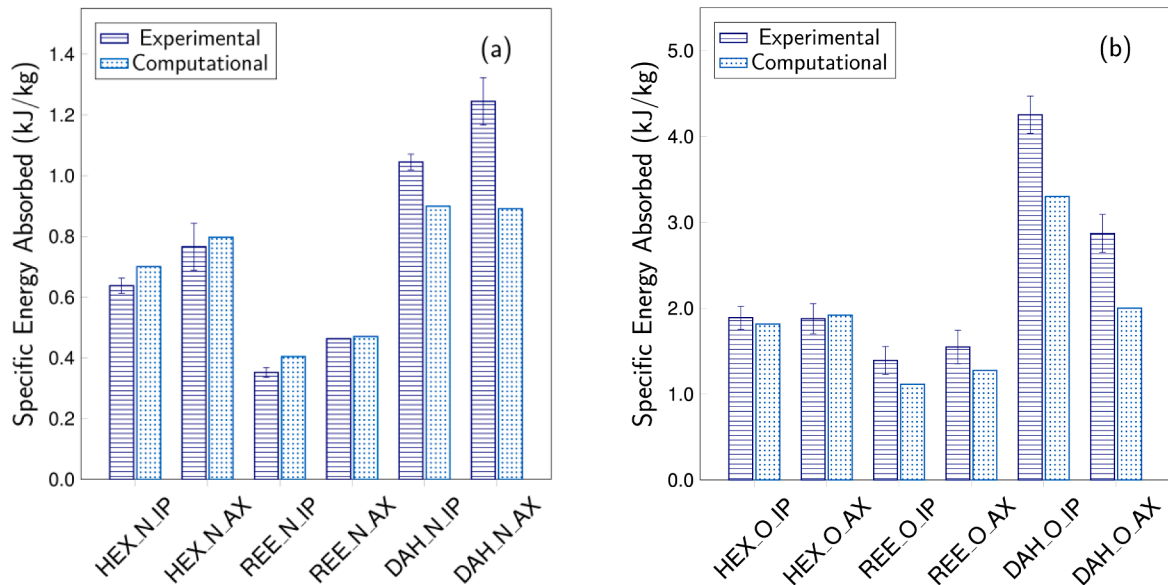 (a)
Experimental
Computational
Specific Energy Absorbed (kJ/kg)
1.4
1.2
1.0
0.8
0.6
0.4
0.2
0.0
HEX_N_IP
HEX_N_AX
REE_N_IP
REE_N_AX
DAH_N_IP
DAH_N_AX
(b)
Experimental
Computational
Specific Energy Absorbed (kJ/kg)
5.0
4.0
3.0
2.0
1.0
0.0
HEX_O_IP
HEX_O_AX
REE_O_IP
REE_O_AX
DAH_O_IP
DAH_O_AX